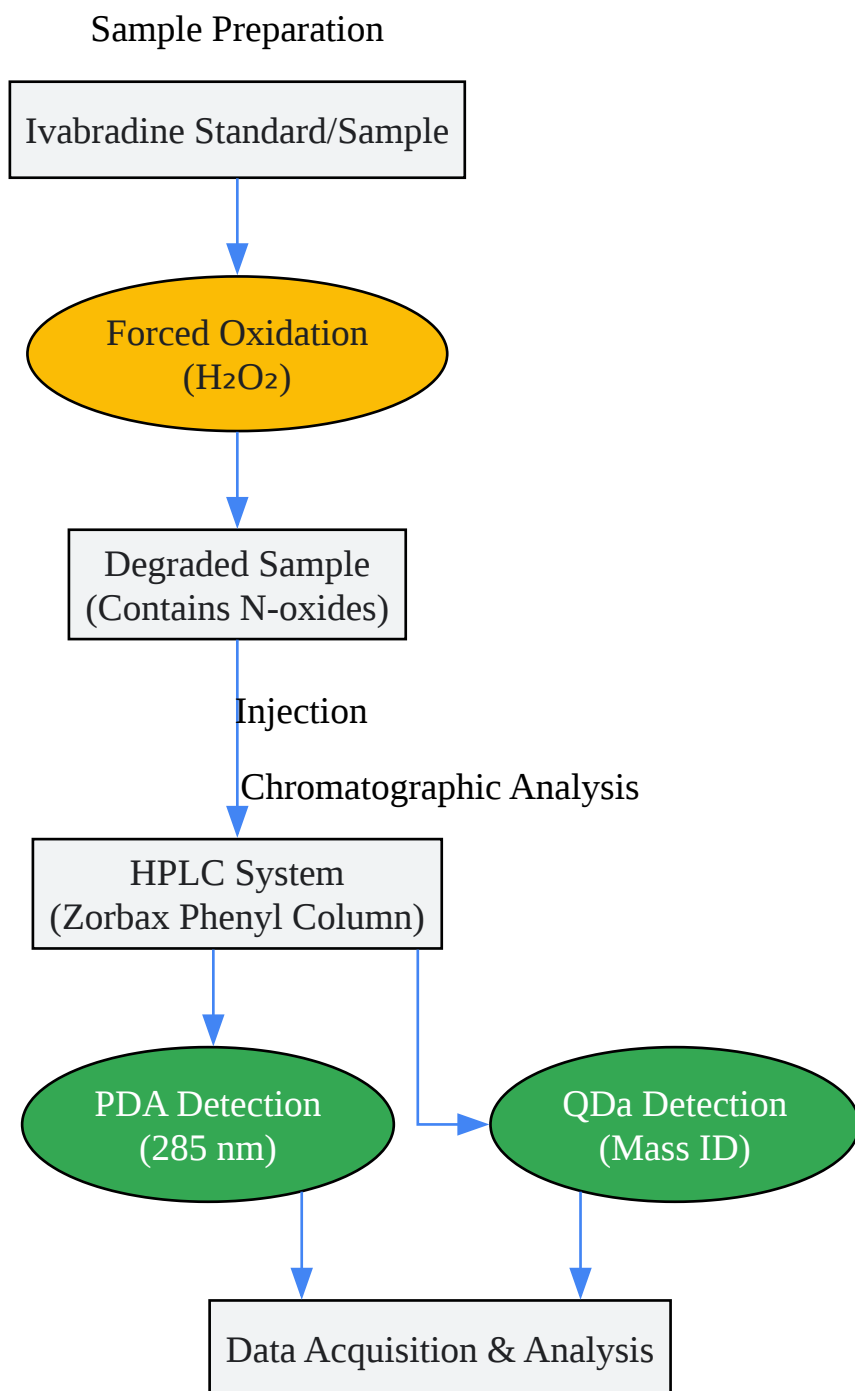 Sample Preparation
Ivabradine Standard/Sample
Forced Oxidation
(H₂O₂)
Degraded Sample
(Contains N-oxides)
Injection
Chromatographic Analysis
HPLC System
(Zorbax Phenyl Column)
PDA Detection
(285 nm)
QDa Detection
(Mass ID)
Data Acquisition & Analysis